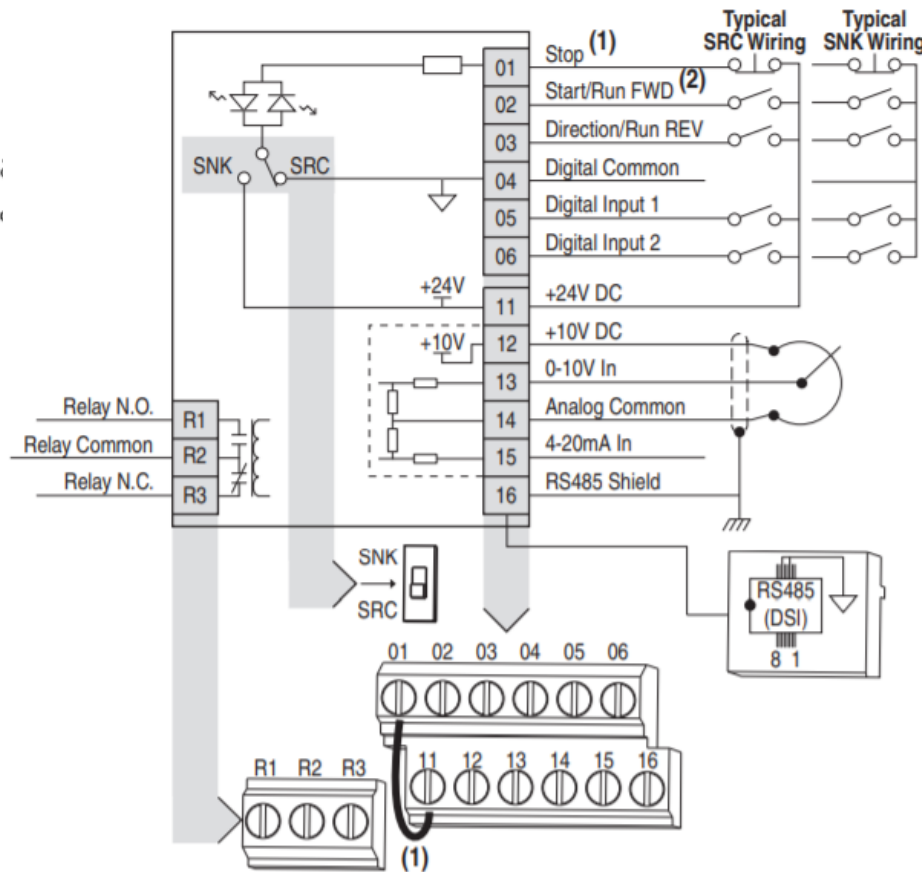 Typical
SRC Wiring
Typical
SNK Wiring
01 Stop (1)
02 Start/Run FWD (2)
03 Direction/Run REV
SNK SRC
04 Digital Common
05 Digital Input 1
06 Digital Input 2
+24V
11 +24V DC
+10V
12 +10V DC
13 0-10V In
14 Analog Common
15 4-20mA In
16 RS485 Shield
Relay N.O. R1
Relay Common R2
Relay N.C. R3
SNK
SRC
RS485
(DSI)
8 1
01 02 03 04 05 06
11 12 13 14 15 16
R1 R2 R3
(1)